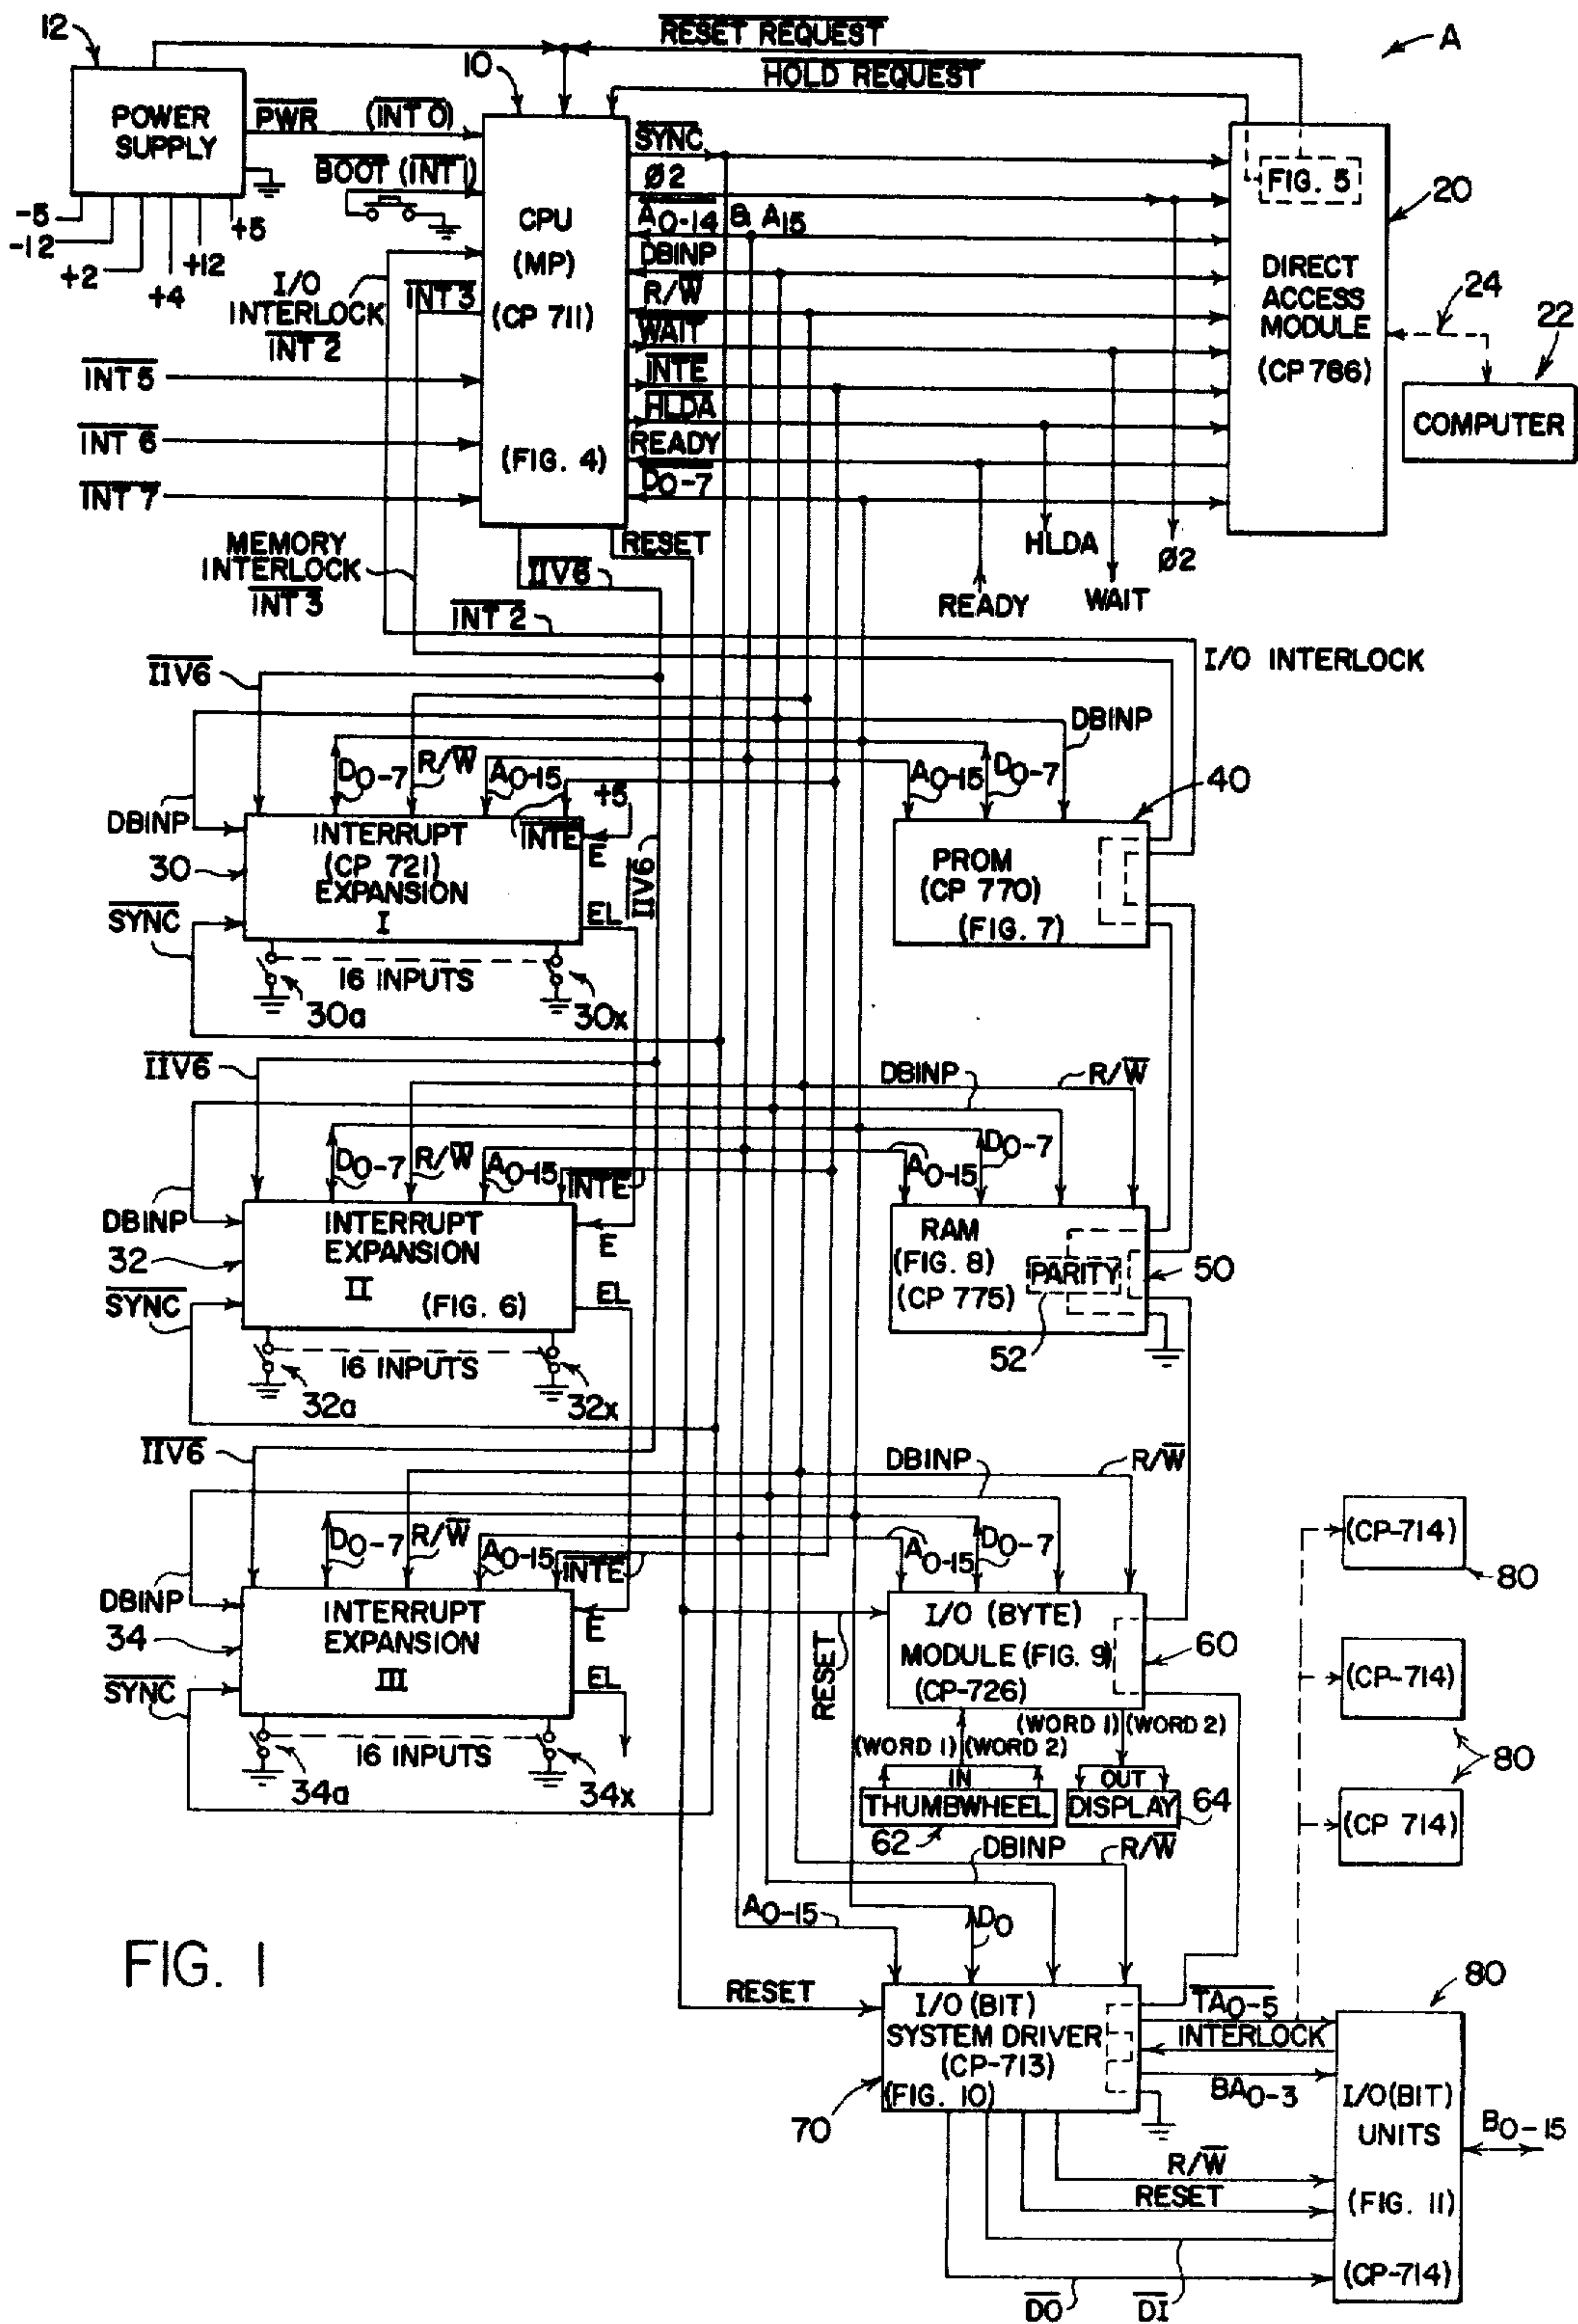 12
RESET REQUEST
A
10
HOLD REQUEST
POWER
SUPPLY
PWR
(INT 0)
SYNC
FIG. 5
20
BOOT (INT 1)
Ø2
A0-14 & A15
-5
-12
+2
+4
+12
+5
CPU
(MP)
(CP 711)
(FIG. 4)
DBINP
R/W
WAIT
INTE
HLDA
READY
D0-7
DIRECT
ACCESS
MODULE
(CP 786)
24
22
COMPUTER
I/O
INTERLOCK
INT 2
INT 3
INT 5
INT 6
INT 7
MEMORY
INTERLOCK
INT 3
RESET
IIV6
HLDA
Ø2
READY
WAIT
INT 2
I/O INTERLOCK
IIV6
DBINP
D0-7
R/W
A0-15
+5
A0-15
D0-7
40
DBINP
INTE
E
30
INTERRUPT
(CP 721)
EXPANSION
I
EL
IIV6
PROM
(CP 770)
(FIG. 7)
SYNC
16 INPUTS
30a
30x
IIV6
DBINP
R/W
D0-7
R/W
A0-15
INTE
A0-15
D0-7
DBINP
32
INTERRUPT
EXPANSION
II
(FIG. 6)
E
EL
RAM
(FIG. 8)
(CP 775)
PARITY
50
52
SYNC
16 INPUTS
32a
32x
IIV6
DBINP
R/W
D0-7
R/W
A0-15
INTE
A0-15
D0-7
(CP-714)
80
DBINP
34
INTERRUPT
EXPANSION
III
E
EL
RESET
I/O (BYTE)
MODULE (FIG. 9)
(CP-726)
60
(CP-714)
80
SYNC
16 INPUTS
34a
34x
(WORD 1) (WORD 2)
(WORD 1) (WORD 2)
IN
OUT
THUMBWHEEL
DISPLAY
64
62
(CP 714)
DBINP
R/W
A0-15
D0
FIG. 1
RESET
I/O (BIT)
SYSTEM DRIVER
(CP-713)
(FIG. 10)
70
TA0-5
INTERLOCK
BA0-3
80
I/O(BIT)
UNITS
(FIG. 11)
(CP-714)
B0-15
R/W
RESET
DO
DI